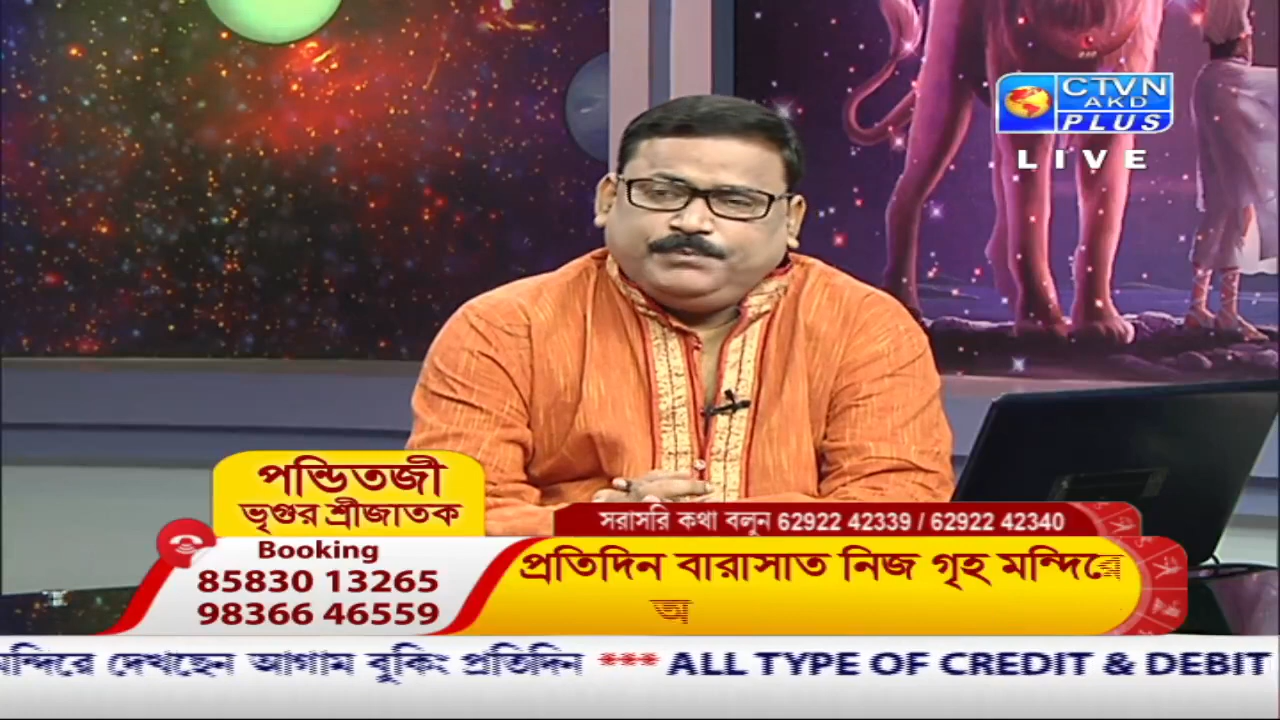 CTVN
AKD
PLUS
LIVE
পন্ডিতজী
ভৃগুর শ্রীজাতক
সরাসরি কথা বলুন 62922 42339 / 62922 42340
Booking
85830 13265
98366 46559
প্রতিদিন বারাসাত নিজ গৃহ মন্দিরে
অ
মন্দিরে দেখছেন আগাম বুকিং প্রতিদিন *** ALL TYPE OF CREDIT & DEBIT